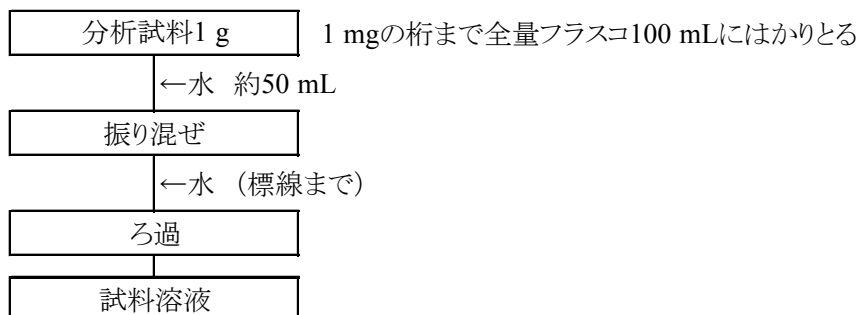 分析試料1 g　1 mgの桁まで全量フラスコ100 mLにはかりとる
←水　約50 mL
振り混ぜ
←水　（標線まで）
ろ過
試料溶液